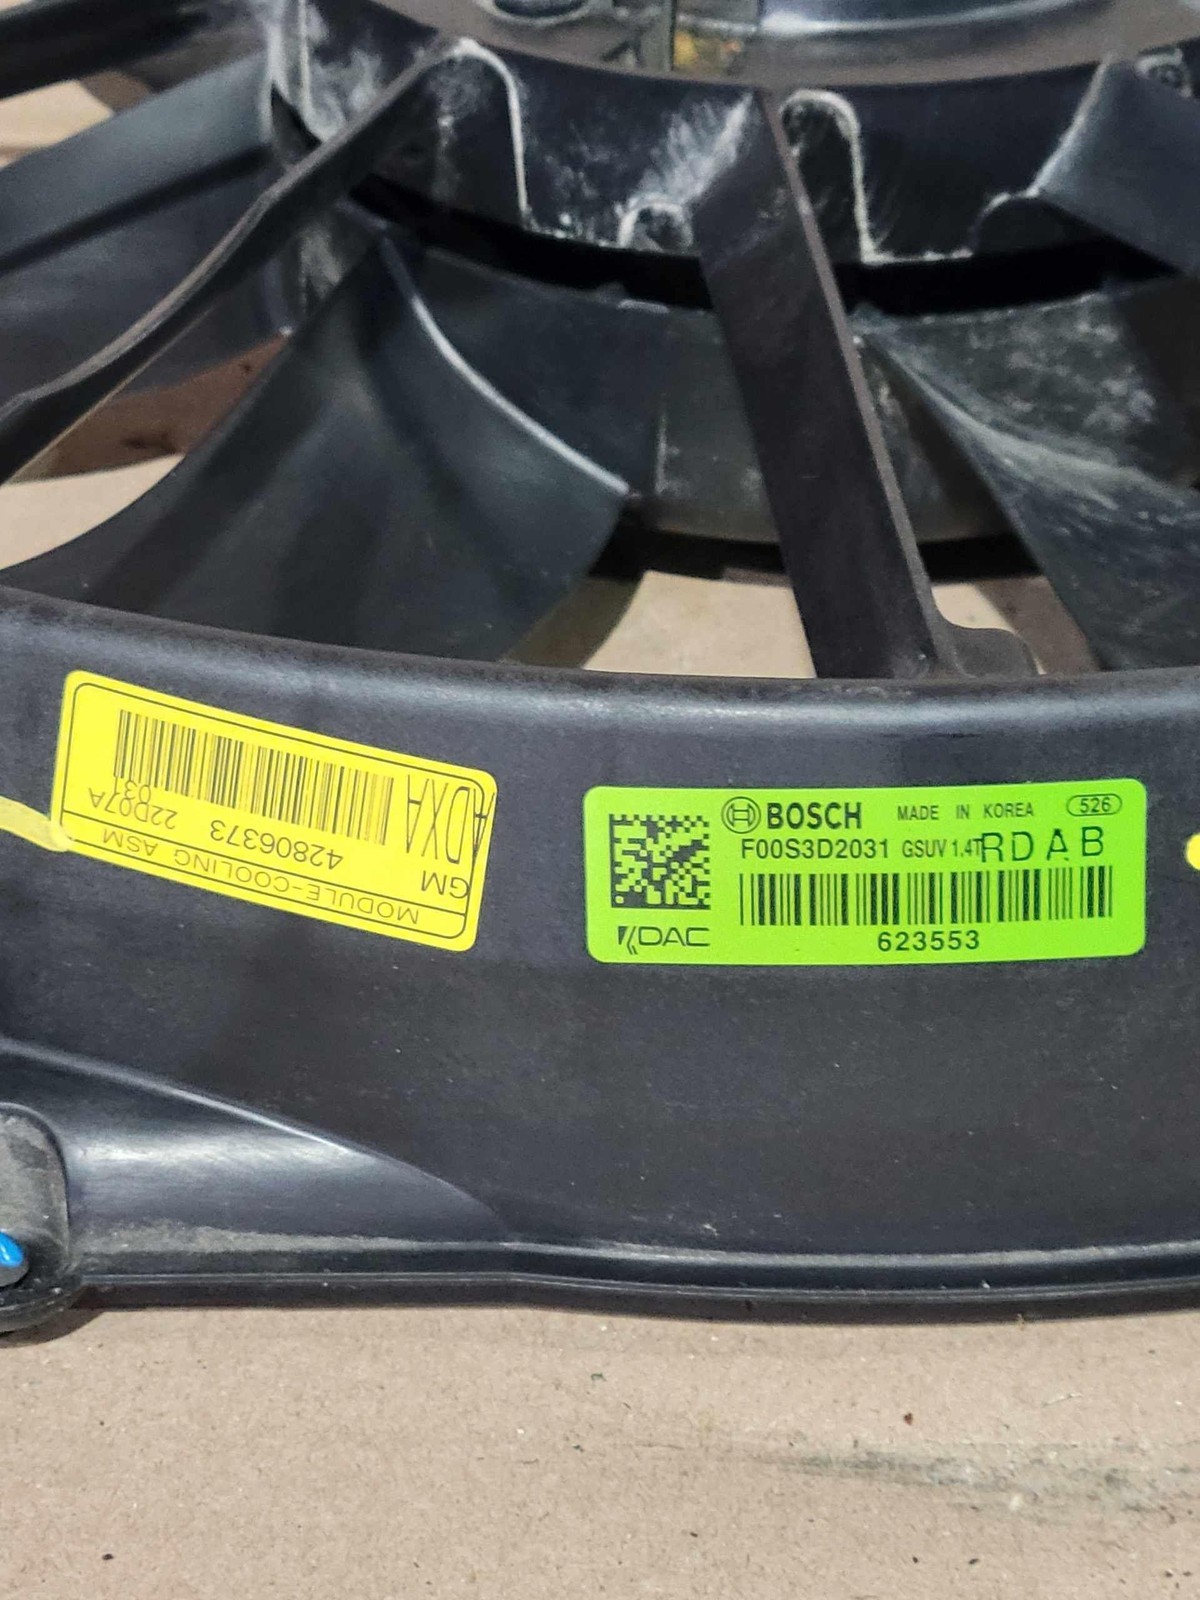 MODULE-COOLING ASM
GM 42806373 22D07A
031
ADXA
BOSCH MADE IN KOREA 526
F00S3D2031 GSUV 1.4T RDAB
KDAC
623553